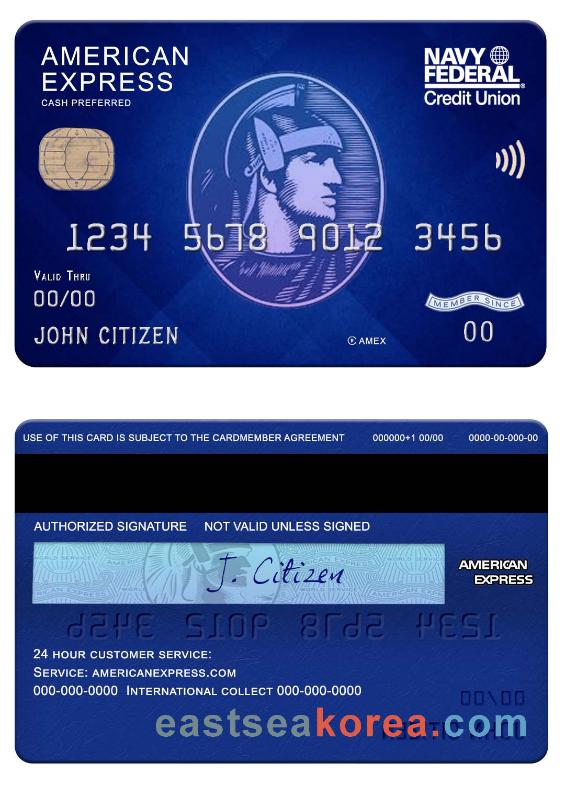 AMERICAN
EXPRESS
CASH PREFERRED
NAVY
FEDERAL®
Credit Union
1234 5678 9012 3456
VALID THRU
00/00
MEMBER SINCE
JOHN CITIZEN
AMEX
00
USE OF THIS CARD IS SUBJECT TO THE CARDMEMBER AGREEMENT 000000+1 00/00 0000-00-000-00
AUTHORIZED SIGNATURE NOT VALID UNLESS SIGNED
J. Citizen
AMERICAN
EXPRESS
24 HOUR CUSTOMER SERVICE:
SERVICE: AMERICANEXPRESS.COM
000-000-0000 INTERNATIONAL COLLECT 000-000-0000
eastseakorea.com